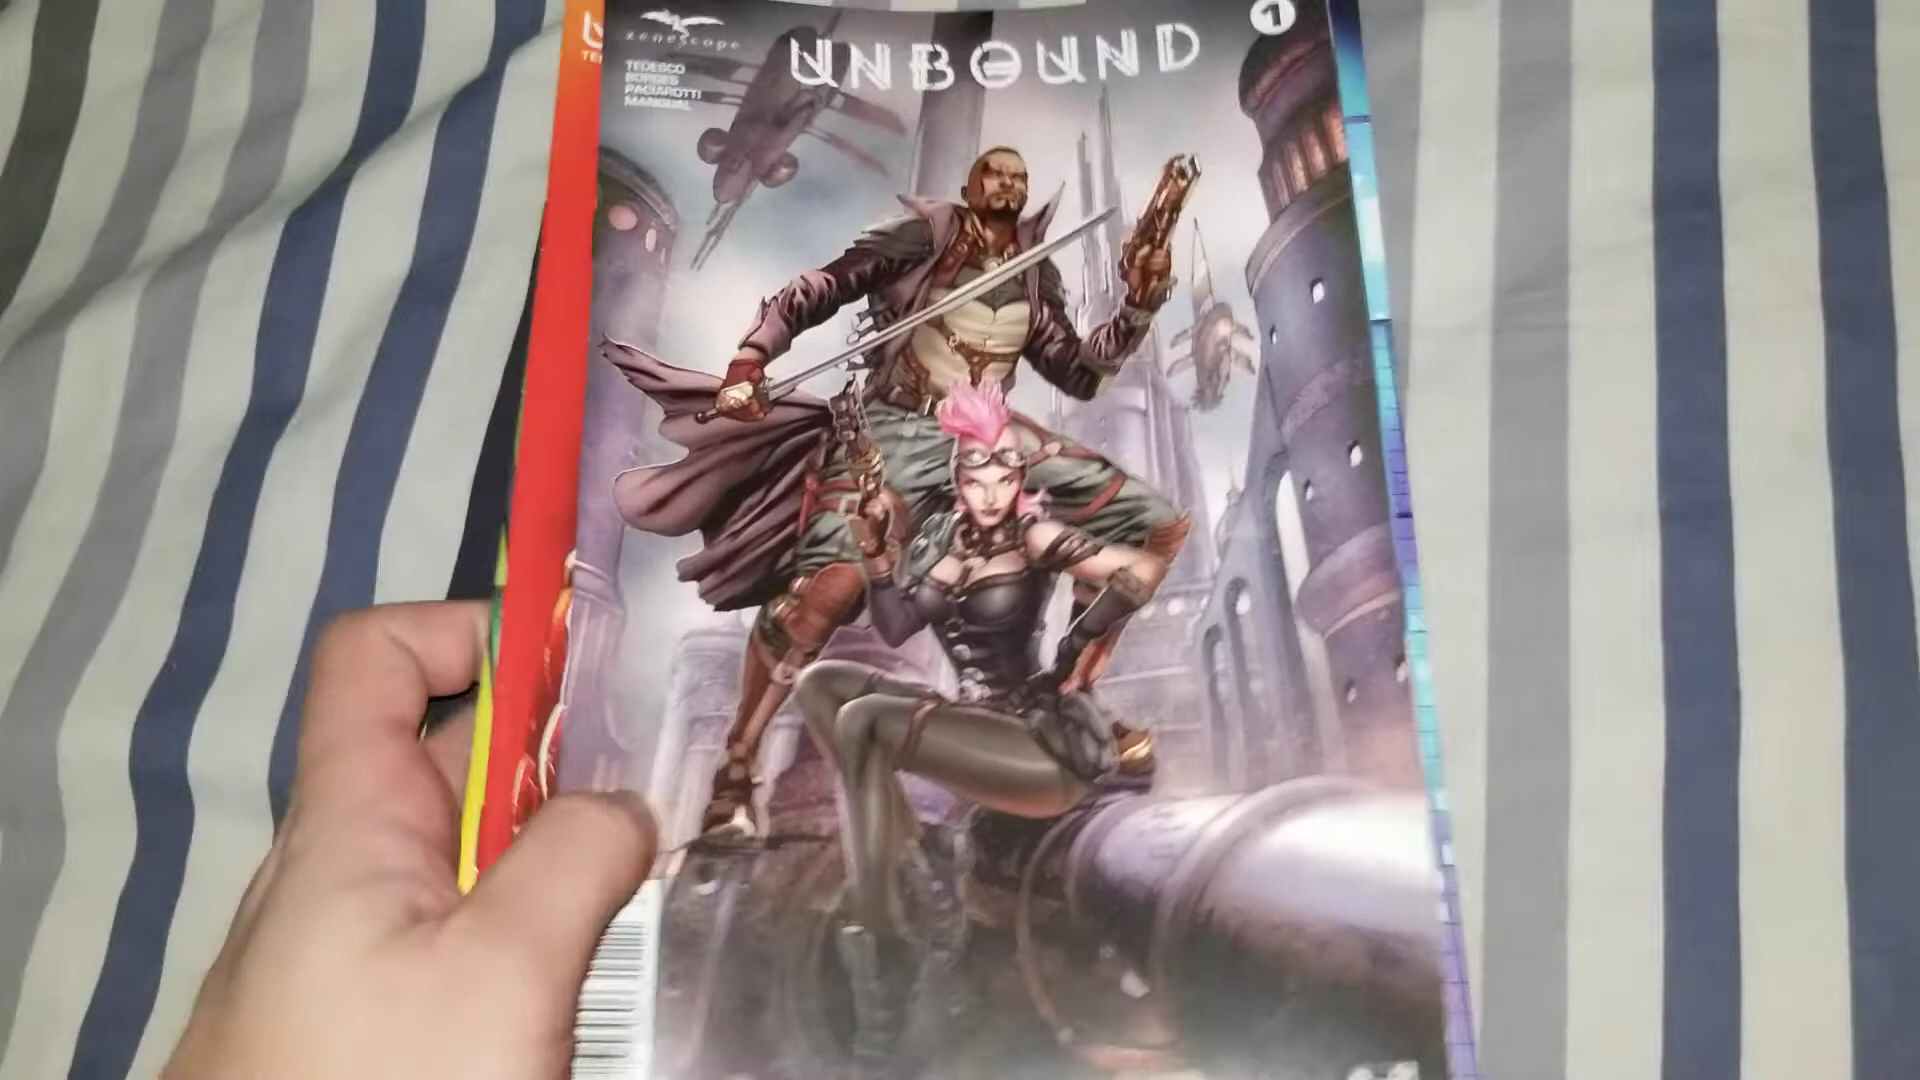 zenescope
UNBOUND
1
TEDESCO
BORGES
PACIAROTTI
MANGUAL